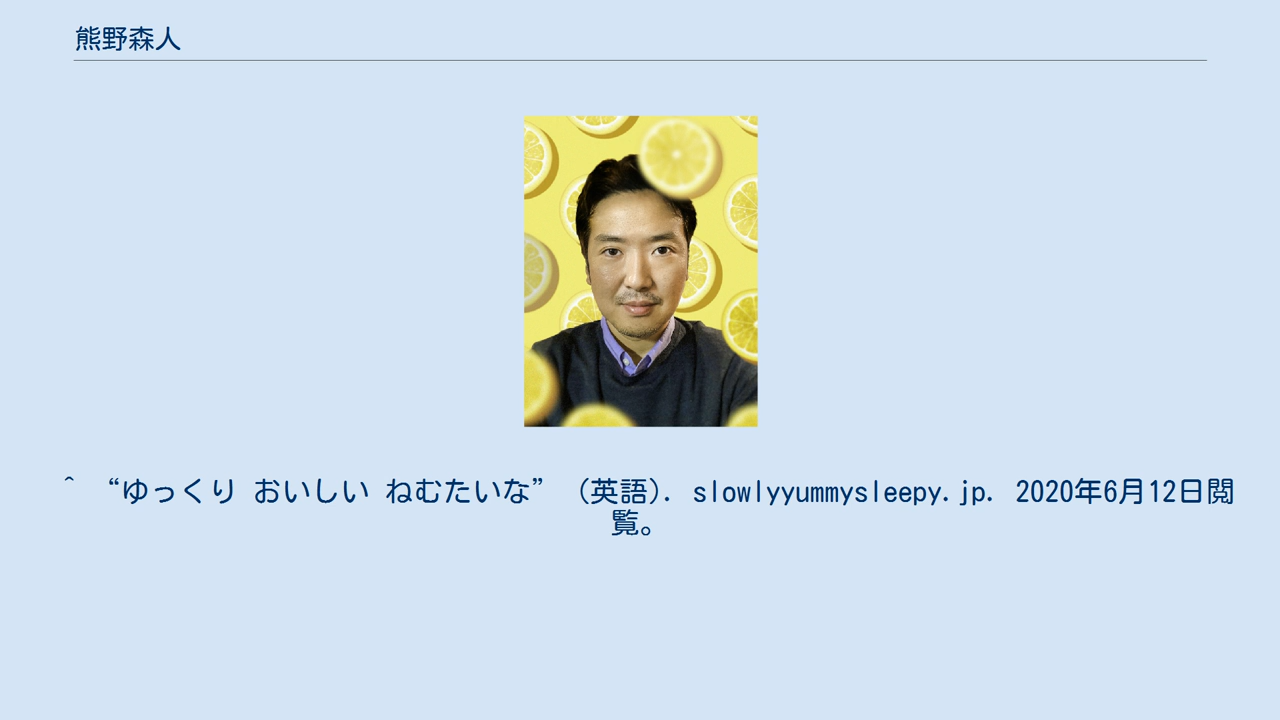 熊野森人
^ “ゆっくり おいしい ねむたいな” (英語). slowlyyummysleepy.jp. 2020年6月12日閲
覧。